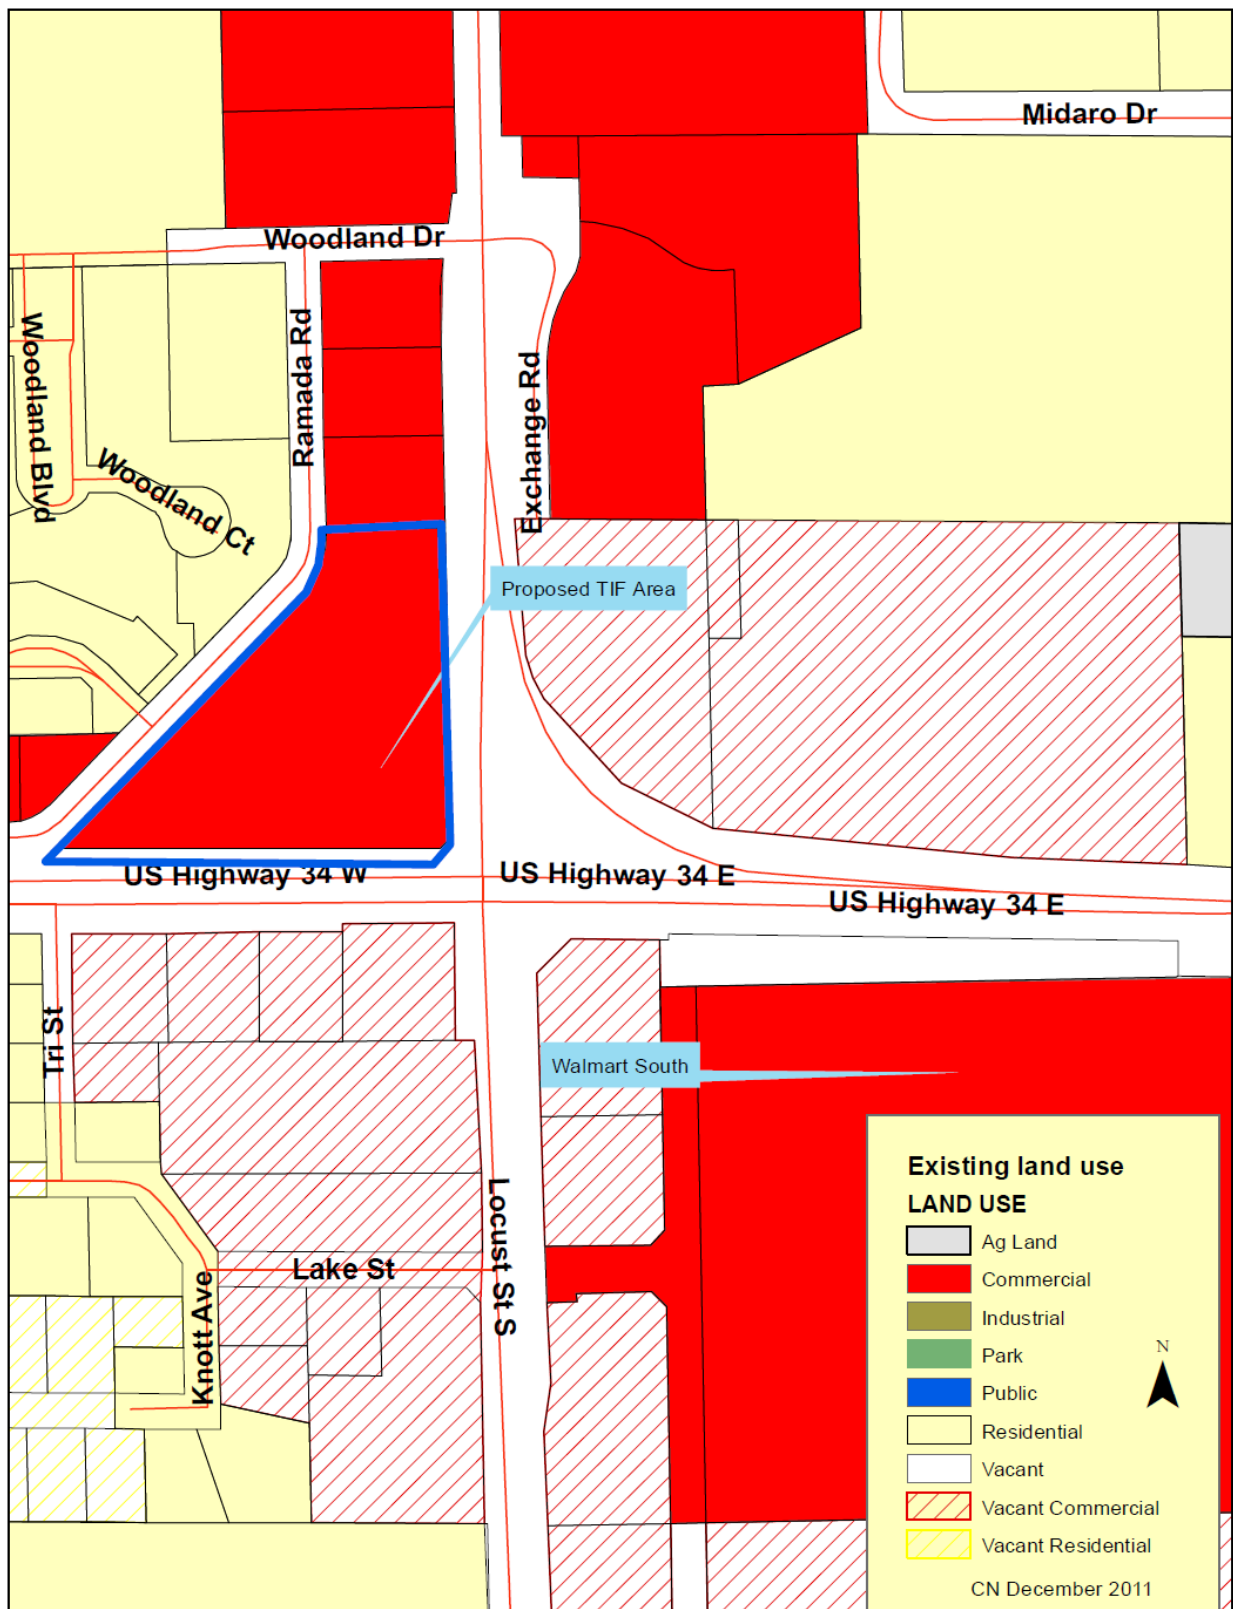 Midaro Dr
Woodland Dr
Ramada Rd
Woodland Blvd
Exchange Rd
Woodland Ct
Proposed TIF Area
US Highway 34 W
US Highway 34 E
US Highway 34 E
Tri St
Walmart South
Locust St S
Lake St
Knott Ave
Existing land use
LAND USE
Ag Land
Commercial
Industrial
Park
Public
Residential
Vacant
Vacant Commercial
Vacant Residential
N
CN December 2011